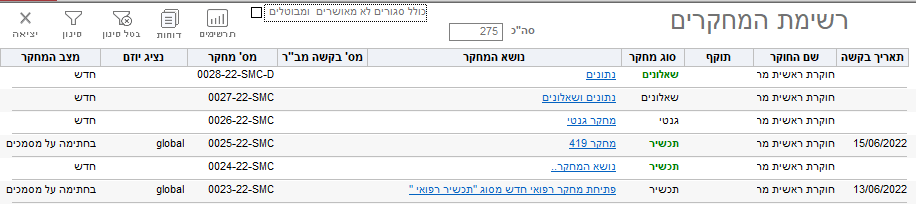 רשימת המחקרים
כולל סגורים לא מאושרים ומבוטלים
סה"כ 275
תרשימים דוחות בטל סינון סינון יציאה
תאריך בקשה שם החוקר תוקף סוג מחקר נושא המחקר מס' בקשה מב"ר מס' מחקר נציג יוזם מצב המחקר
חוקרת ראשית מר שאלונים נתונים 0028-22-SMC-D חדש
חוקרת ראשית מר שאלונים נתונים ושאלונים 0027-22-SMC חדש
חוקרת ראשית מר גנטי מחקר גנטי 0026-22-SMC חדש
15/06/2022 חוקרת ראשית מר תכשיר מחקר 419 0025-22-SMC global בחתימה על מסמכים
חוקרת ראשית מר תכשיר נושא המחקר.. 0024-22-SMC חדש
13/06/2022 חוקרת ראשית מר תכשיר פתיחת מחקר רפואי חדש מסוג "תכשיר רפואי " 0023-22-SMC global בחתימה על מסמכים